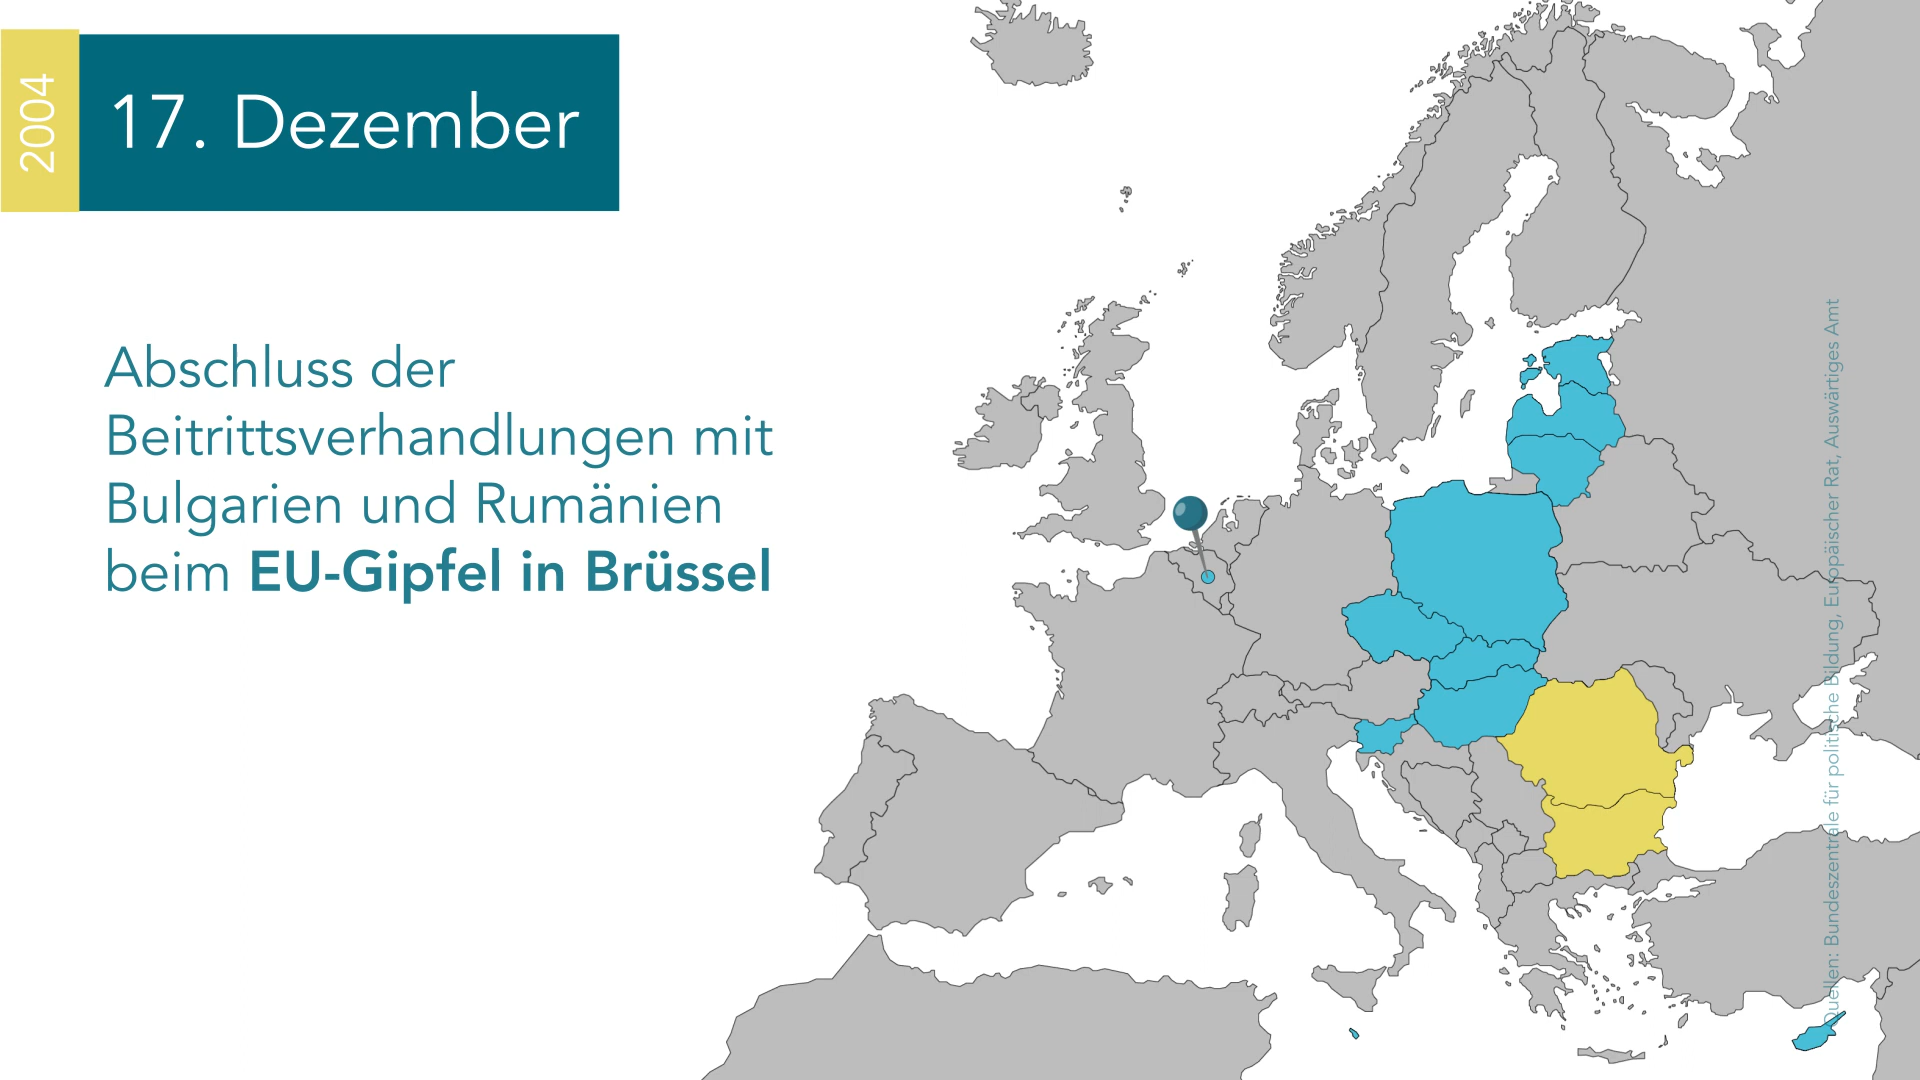 2004
17. Dezember
Abschluss der
Beitrittsverhandlungen mit
Bulgarien und Rumänien
beim EU-Gipfel in Brüssel
Quellen: Bundeszentrale für politische Bildung, Europäischer Rat, Auswärtiges Amt